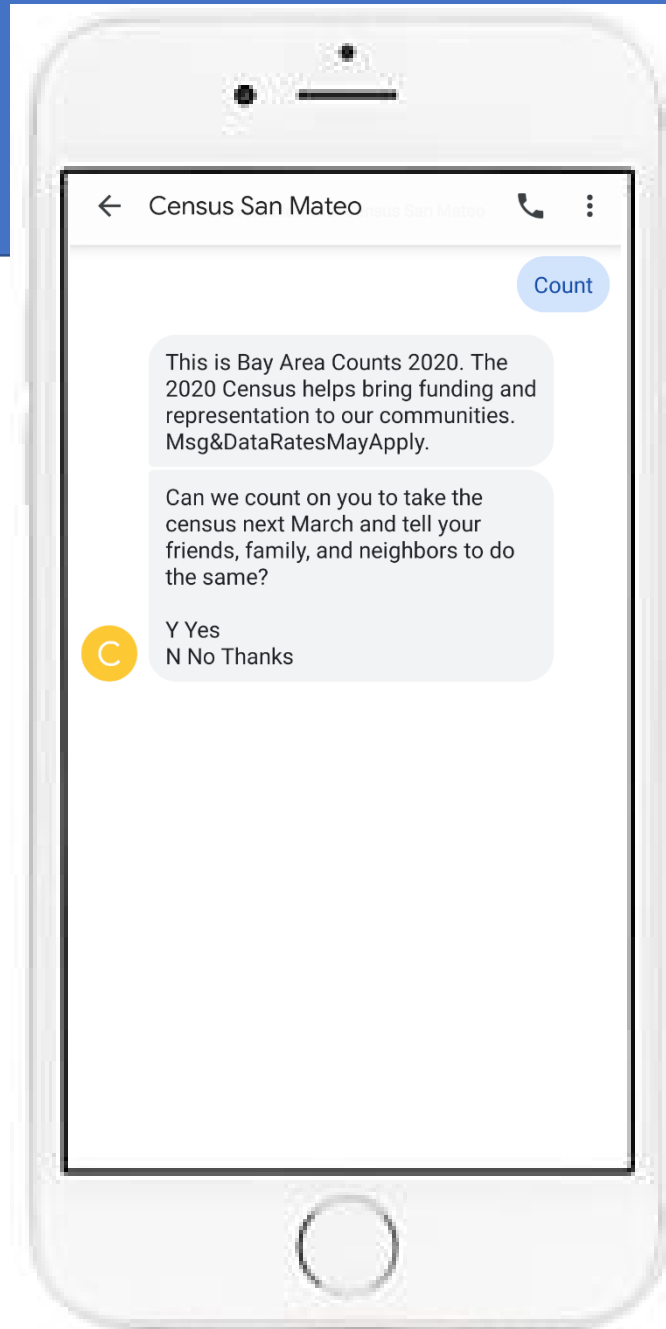 Census San Mateo
Count
This is Bay Area Counts 2020. The
2020 Census helps bring funding and
representation to our communities.
Msg&DataRatesMayApply.
Can we count on you to take the
census next March and tell your
friends, family, and neighbors to do
the same?
Y Yes
N No Thanks
C